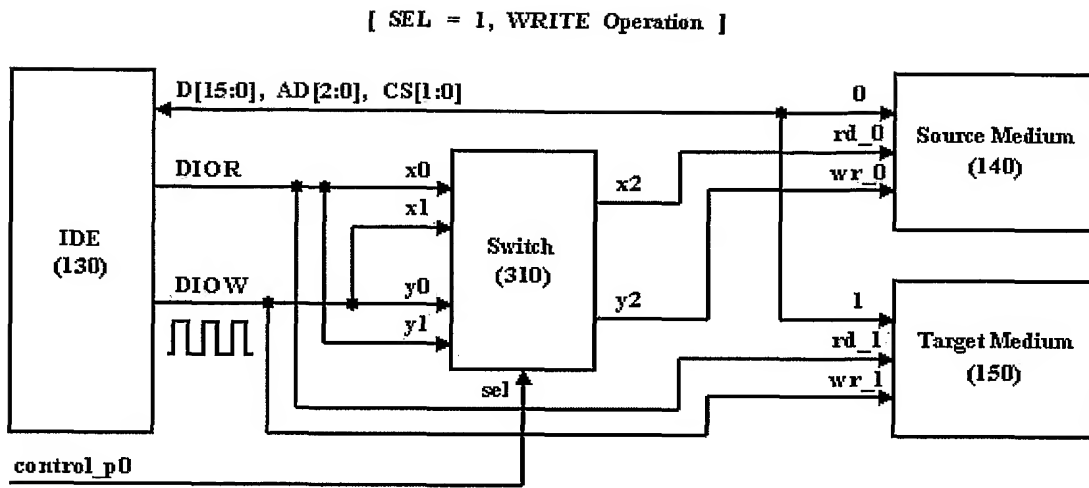 [ SEL = 1, WRITE Operation ]
D[15:0], AD[2:0], CS[1:0]
0
rd_0
wr_0
Source Medium
(140)
DIOR
x0
x1
x2
IDE
(130)
Switch
(310)
DIOW
y0
y1
y2
1
rd_1
wr_1
Target Medium
(150)
sel
control_p0